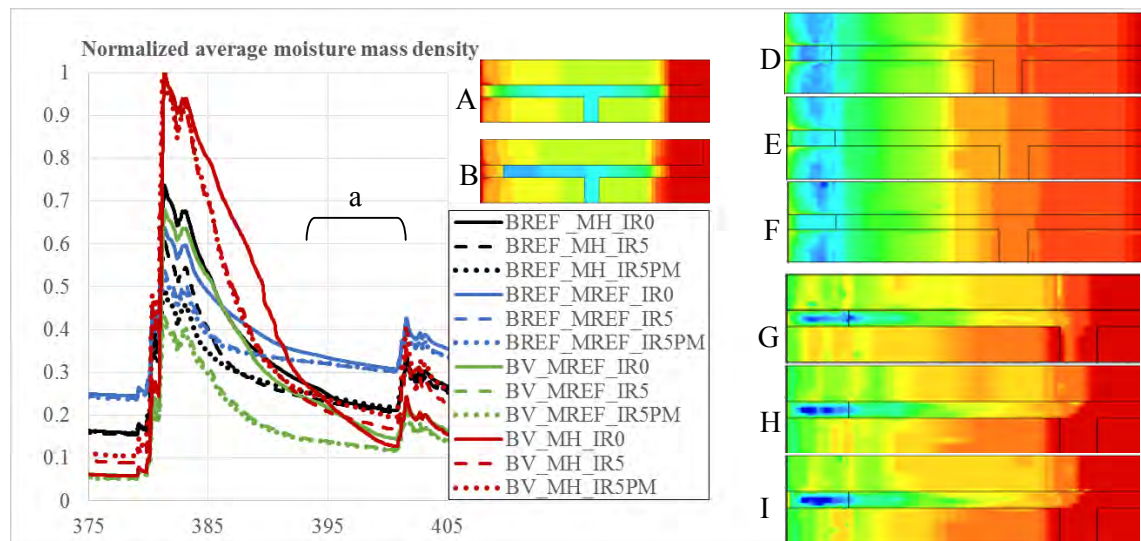 Normalized average moisture mass density
1
0.9
0.8
0.7
0.6
0.5
0.4
0.3
0.2
0.1
0
375
385
395
405
a
A
B
BREF _MH_IR0
BREF_MH_IR5
BREF_MH_IR5PM
BREF_MREF_IR0
BREF_MREF_IR5
BREF_MREF_IR5PM
BV_MREF_IR0
BV_MREF_IR5
BV_MREF_IR5PM
BV_MH_IR0
BV_MH_IR5
BV_MH_IR5PM
D
E
F
G
H
I